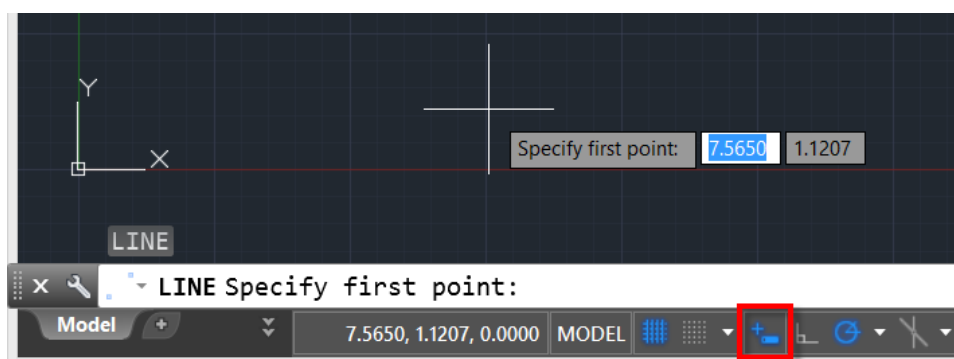 Y
X
Specify first point: 7.5650 1.1207
LINE
LINE Specify first point:
Model 7.5650, 1.1207, 0.0000 MODEL